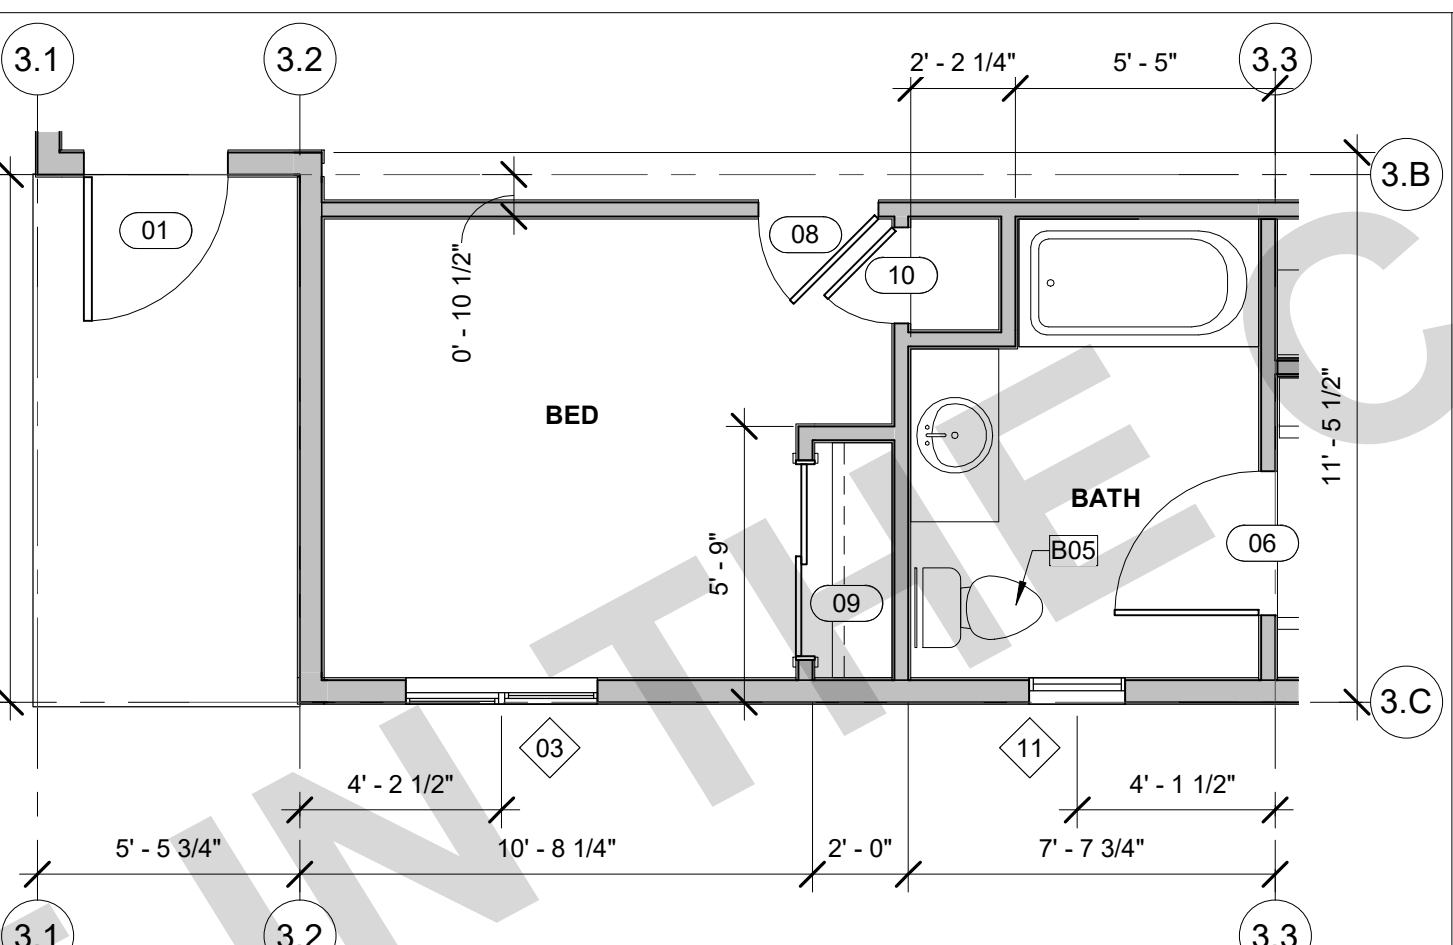 3.1
3.2
2' - 2 1/4"
5' - 5"
3.3
3.B
01
08
10
0' - 10 1/2"
BED
11' - 5 1/2"
BATH
5' - 9"
B05
06
09
3.C
03
11
4' - 2 1/2"
4' - 1 1/2"
5' - 5 3/4"
10' - 8 1/4"
2' - 0"
7' - 7 3/4"
3.1
3.2
3.3
IN THE C